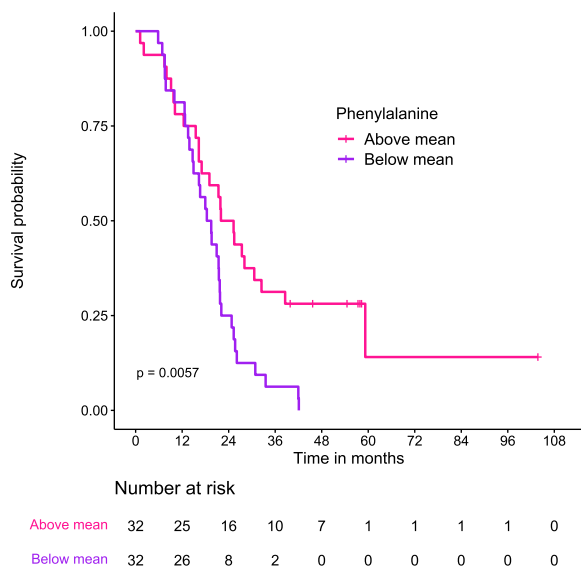 1.00
0.75
0.50
0.25
0.00
Survival probability
Phenylalanine
Above mean
Below mean
p = 0.0057
0 12 24 36 48 60 72 84 96 108
Time in months
Number at risk
Above mean 32 25 16 10 7 1 1 1 1 0
Below mean 32 26 8 2 0 0 0 0 0 0